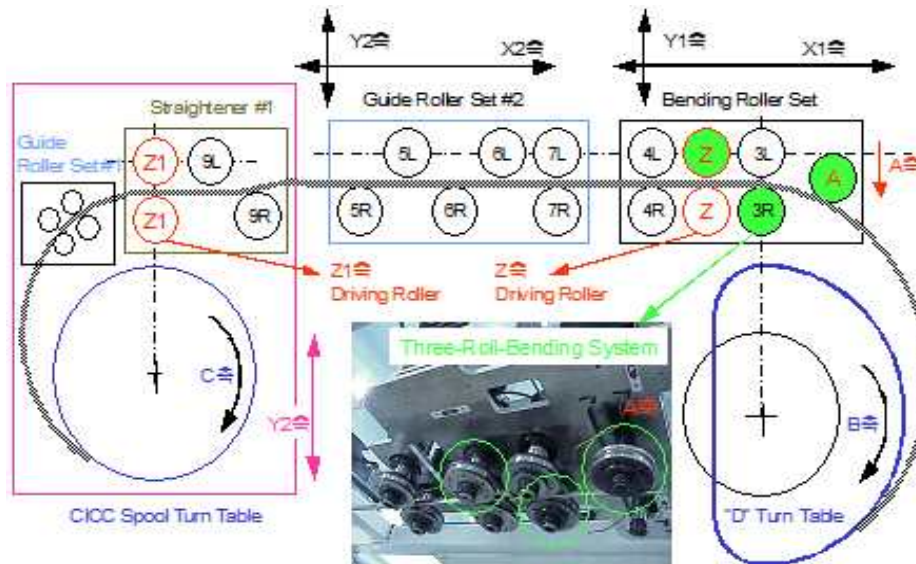 Y2축
X2축
Y1축
X1축
Straightener #1
Guide Roller Set #2
Bending Roller Set
Guide
Roller Set#1
Z1
9L
5L
6L
7L
4L
Z
3L
A
A축
Z1
9R
5R
6R
7R
4R
Z
3R
Z1축
Driving Roller
Z축
Driving Roller
Three-Roll-Bending System
C축
Y2축
A축
B축
CICC Spool Turn Table
"D" Turn Table